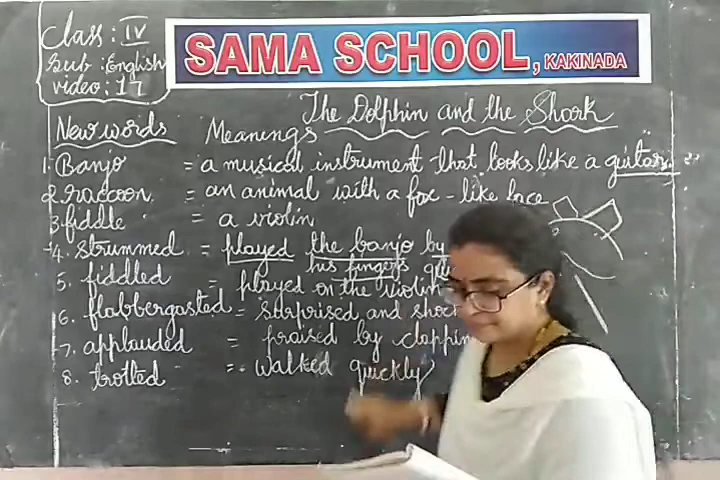 Class : IV
Sub : English
video : 17
SAMA SCHOOL, KAKINADA
The Dolphin and the Shark
New words Meanings
1. Banjo = a musical instrument that looks like a guitar.
2. raccoon = an animal with a fox - like face
3. fiddle = a violin
4. strummed = played the banjo by
his fingers
5. fiddled = played on the violin
6. flabbergasted = surprised and
7. applauded = praised by
8. trotted = walked quickly